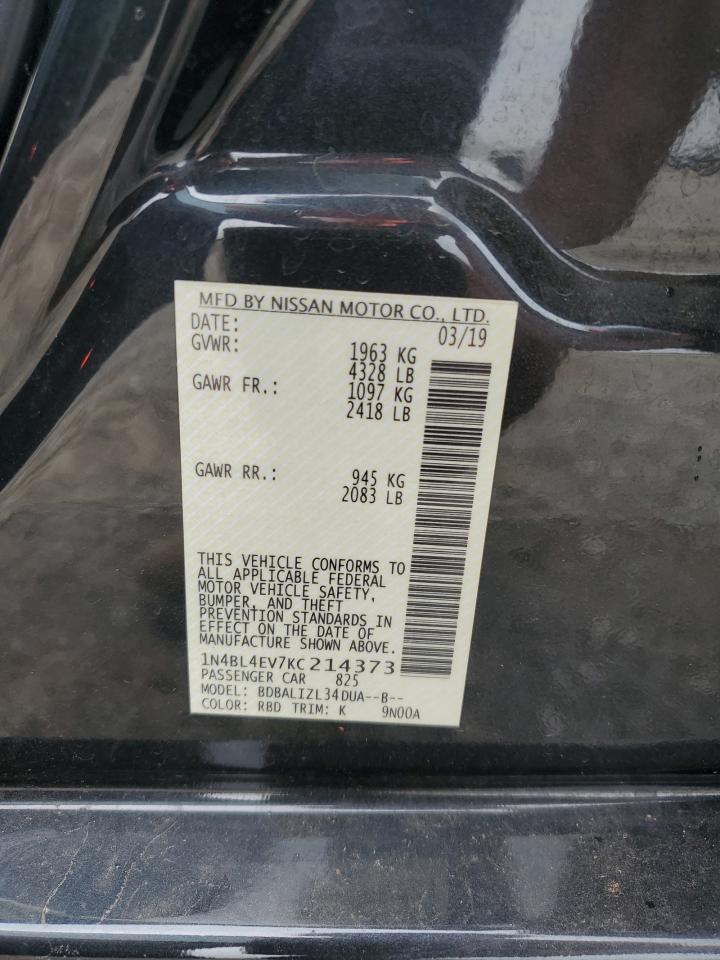 MFD BY NISSAN MOTOR CO., LTD.
DATE: 03/19
GVWR: 1963 KG
4328 LB
GAWR FR.: 1097 KG
2418 LB
GAWR RR.: 945 KG
2083 LB
THIS VEHICLE CONFORMS TO
ALL APPLICABLE FEDERAL
MOTOR VEHICLE SAFETY,
BUMPER, AND THEFT
PREVENTION STANDARDS IN
EFFECT ON THE DATE OF
MANUFACTURE SHOWN ABOVE.
1N4BL4EV7KC214373
PASSENGER CAR 825
MODEL: BDBALIZL34DUA--B--
COLOR: RBD TRIM: K 9N00A